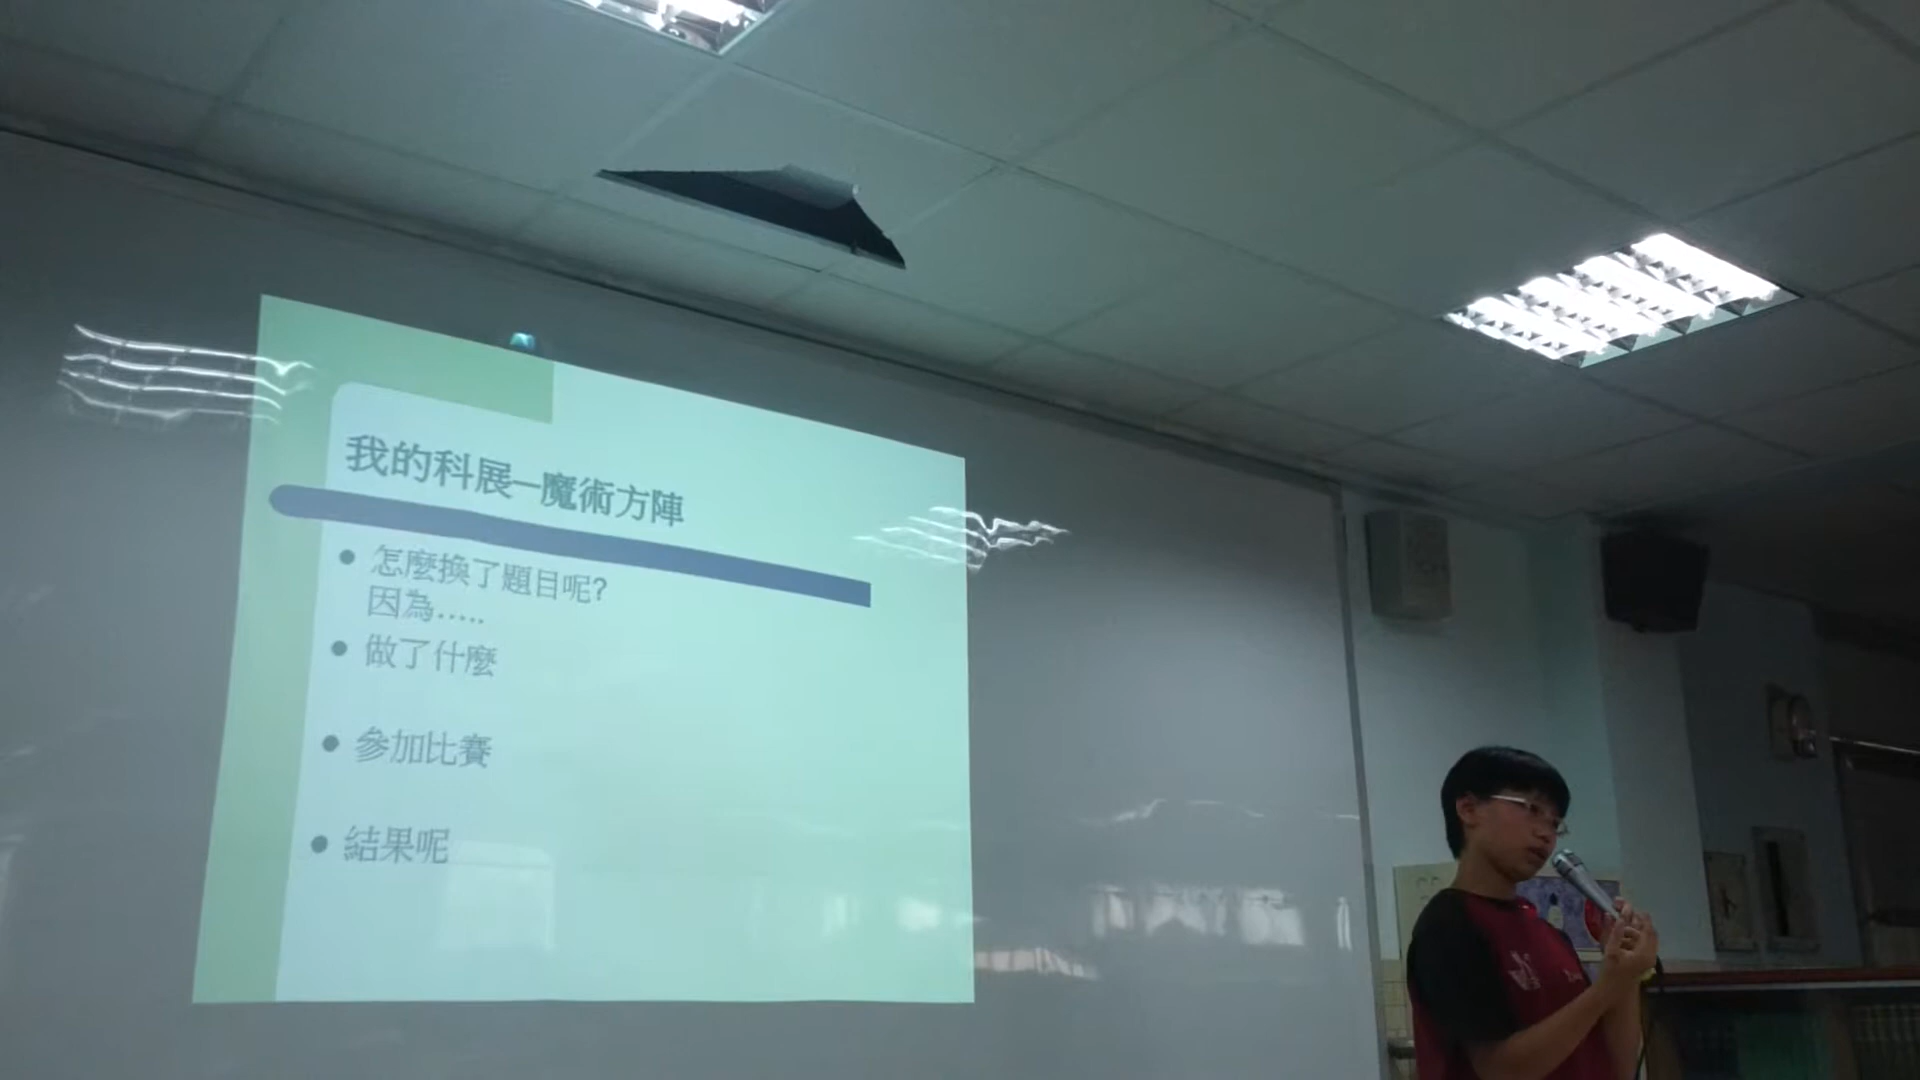 我的科展─魔術方陣
怎麼換了題目呢?
因為.....
做了什麼
參加比賽
結果呢